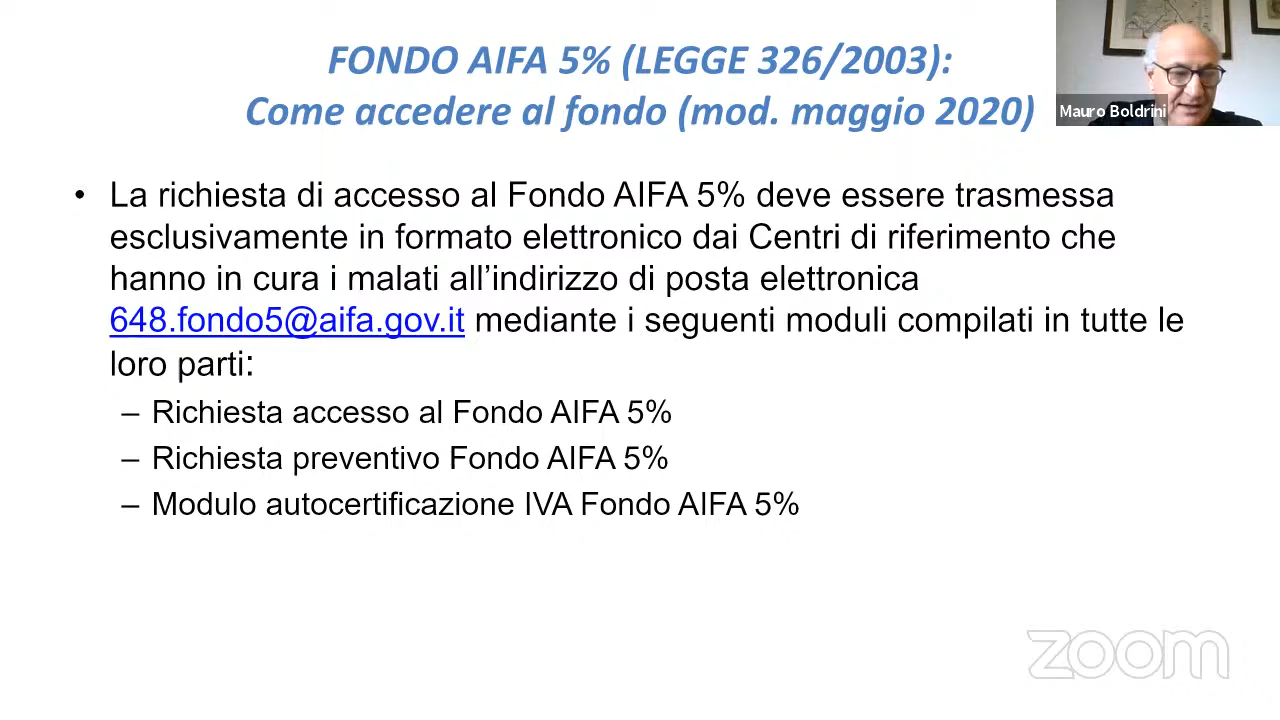 FONDO AIFA 5% (LEGGE 326/2003):
Come accedere al fondo (mod. maggio 2020)
Mauro Boldrini
• La richiesta di accesso al Fondo AIFA 5% deve essere trasmessa
esclusivamente in formato elettronico dai Centri di riferimento che
hanno in cura i malati all’indirizzo di posta elettronica
648.fondo5@aifa.gov.it mediante i seguenti moduli compilati in tutte le
loro parti:
– Richiesta accesso al Fondo AIFA 5%
– Richiesta preventivo Fondo AIFA 5%
– Modulo autocertificazione IVA Fondo AIFA 5%
zoom